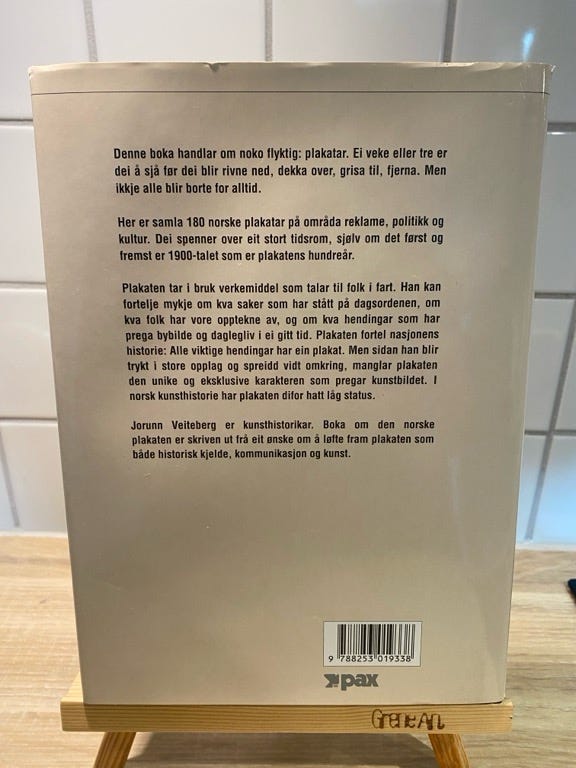 Denne boka handlar om noko flyktig: plakatar. Ei veke eller tre er
dei å sjå før dei blir rivne ned, dekka over, grisa til, fjerna. Men
ikkje alle blir borte for alltid.
Her er samla 180 norske plakatar på områda reklame, politikk og
kultur. Dei spenner over eit stort tidsrom, sjølv om det først og
fremst er 1900-talet som er plakatens hundreår.
Plakaten tar i bruk verkemiddel som talar til folk i fart. Han kan
fortelje mykje om kva saker som har stått på dagsordenen, om
kva folk har vore opptekne av, og om kva hendingar som har
prega bybilde og daglegliv i ei gitt tid. Plakaten fortel nasjonens
historie: Alle viktige hendingar har ein plakat. Men sidan han blir
trykt i store opplag og spreidd vidt omkring, manglar plakaten
den unike og eksklusive karakteren som pregar kunstbildet. I
norsk kunsthistorie har plakaten difor hatt låg status.
Jorunn Veiteberg er kunsthistorikar. Boka om den norske
plakaten er skriven ut frå eit ønske om å løfte fram plakaten som
både historisk kjelde, kommunikasjon og kunst.
9 788253 019338
pax